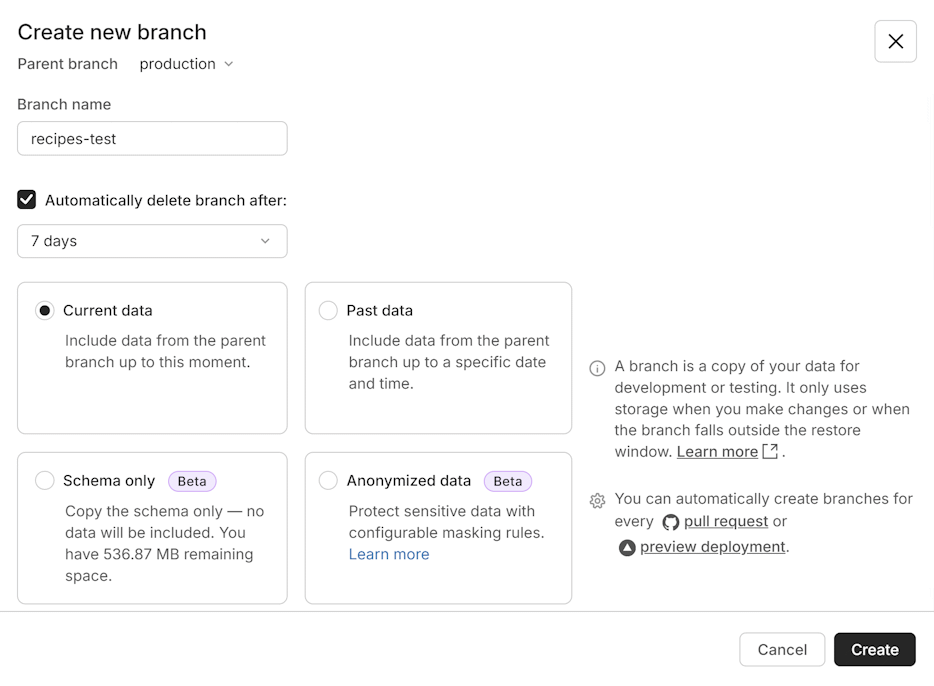 Create new branch
Parent branch production
Branch name
recipes-test
Automatically delete branch after:
7 days
Current data
Include data from the parent
branch up to this moment.
Past data
Include data from the parent
branch up to a specific date
and time.
Schema only Beta
Copy the schema only — no
data will be included. You
have 536.87 MB remaining
space.
Anonymized data Beta
Protect sensitive data with
configurable masking rules.
Learn more
A branch is a copy of your data for
development or testing. It only uses
storage when you make changes or when
the branch falls outside the restore
window. Learn more .
You can automatically create branches for
every pull request or
preview deployment.
Cancel Create